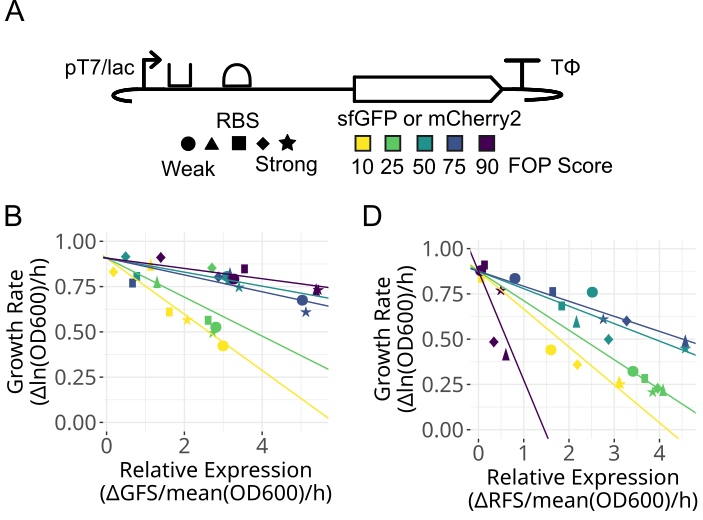 A
pT7/lac
TΦ
RBS
sfGFP or mCherry2
Weak
Strong
10 25 50 75 90 FOP Score
B
1.00
0.75
0.50
0.25
0.00
0 2 4
Growth Rate
(Δln(OD600)/h)
Relative Expression
(ΔGFS/mean(OD600)/h)
D
1.00
0.75
0.50
0.25
0.00
0 1 2 3 4
Growth Rate
(Δln(OD600)/h)
Relative Expression
(ΔRFS/mean(OD600)/h)